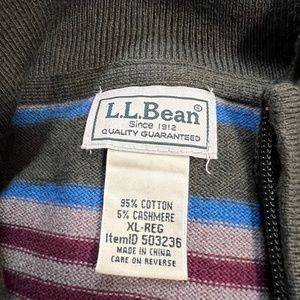 L.L.Bean
Since 1912
QUALITY GUARANTEED
95% COTTON
5% CASHMERE
XL-REG
ItemID 503236
MADE IN CHINA
CARE ON REVERSE